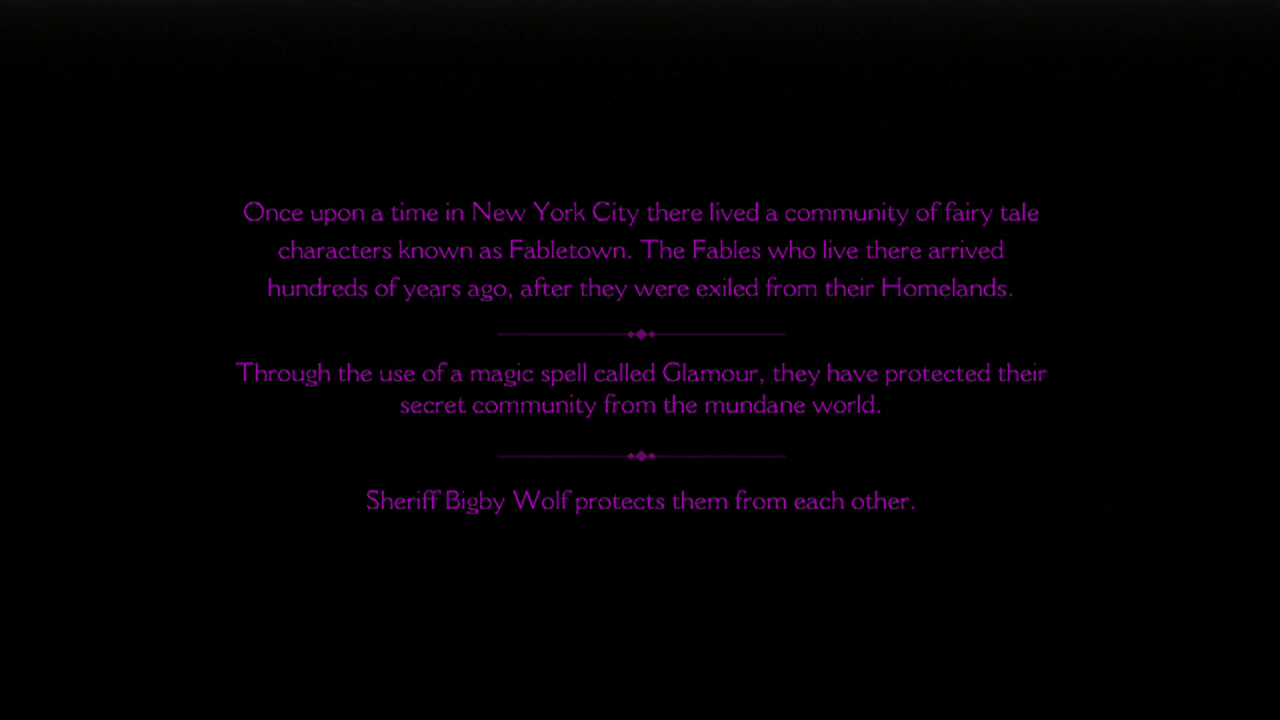 Once upon a time in New York City there lived a community of fairy tale
characters known as Fabletown. The Fables who live there arrived
hundreds of years ago, after they were exiled from their Homelands.
Through the use of a magic spell called Glamour, they have protected their
secret community from the mundane world.
Sheriff Bigby Wolf protects them from each other.